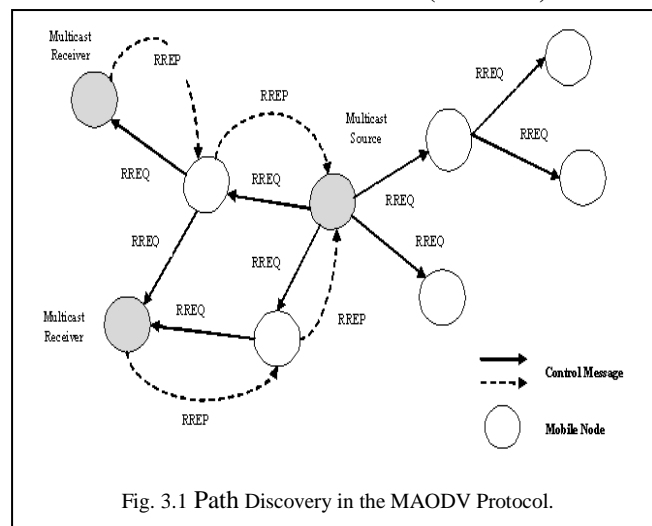 Multicast
Receiver
RREP
RREQ
RREP
RREQ
Multicast
Source
RREQ
RREQ
RREQ
RREQ
RREQ
RREQ
RREQ
Multicast
Receiver
RREQ
RREP
RREP
Control Message
Mobile Node
Fig. 3.1 Path Discovery in the MAODV Protocol.